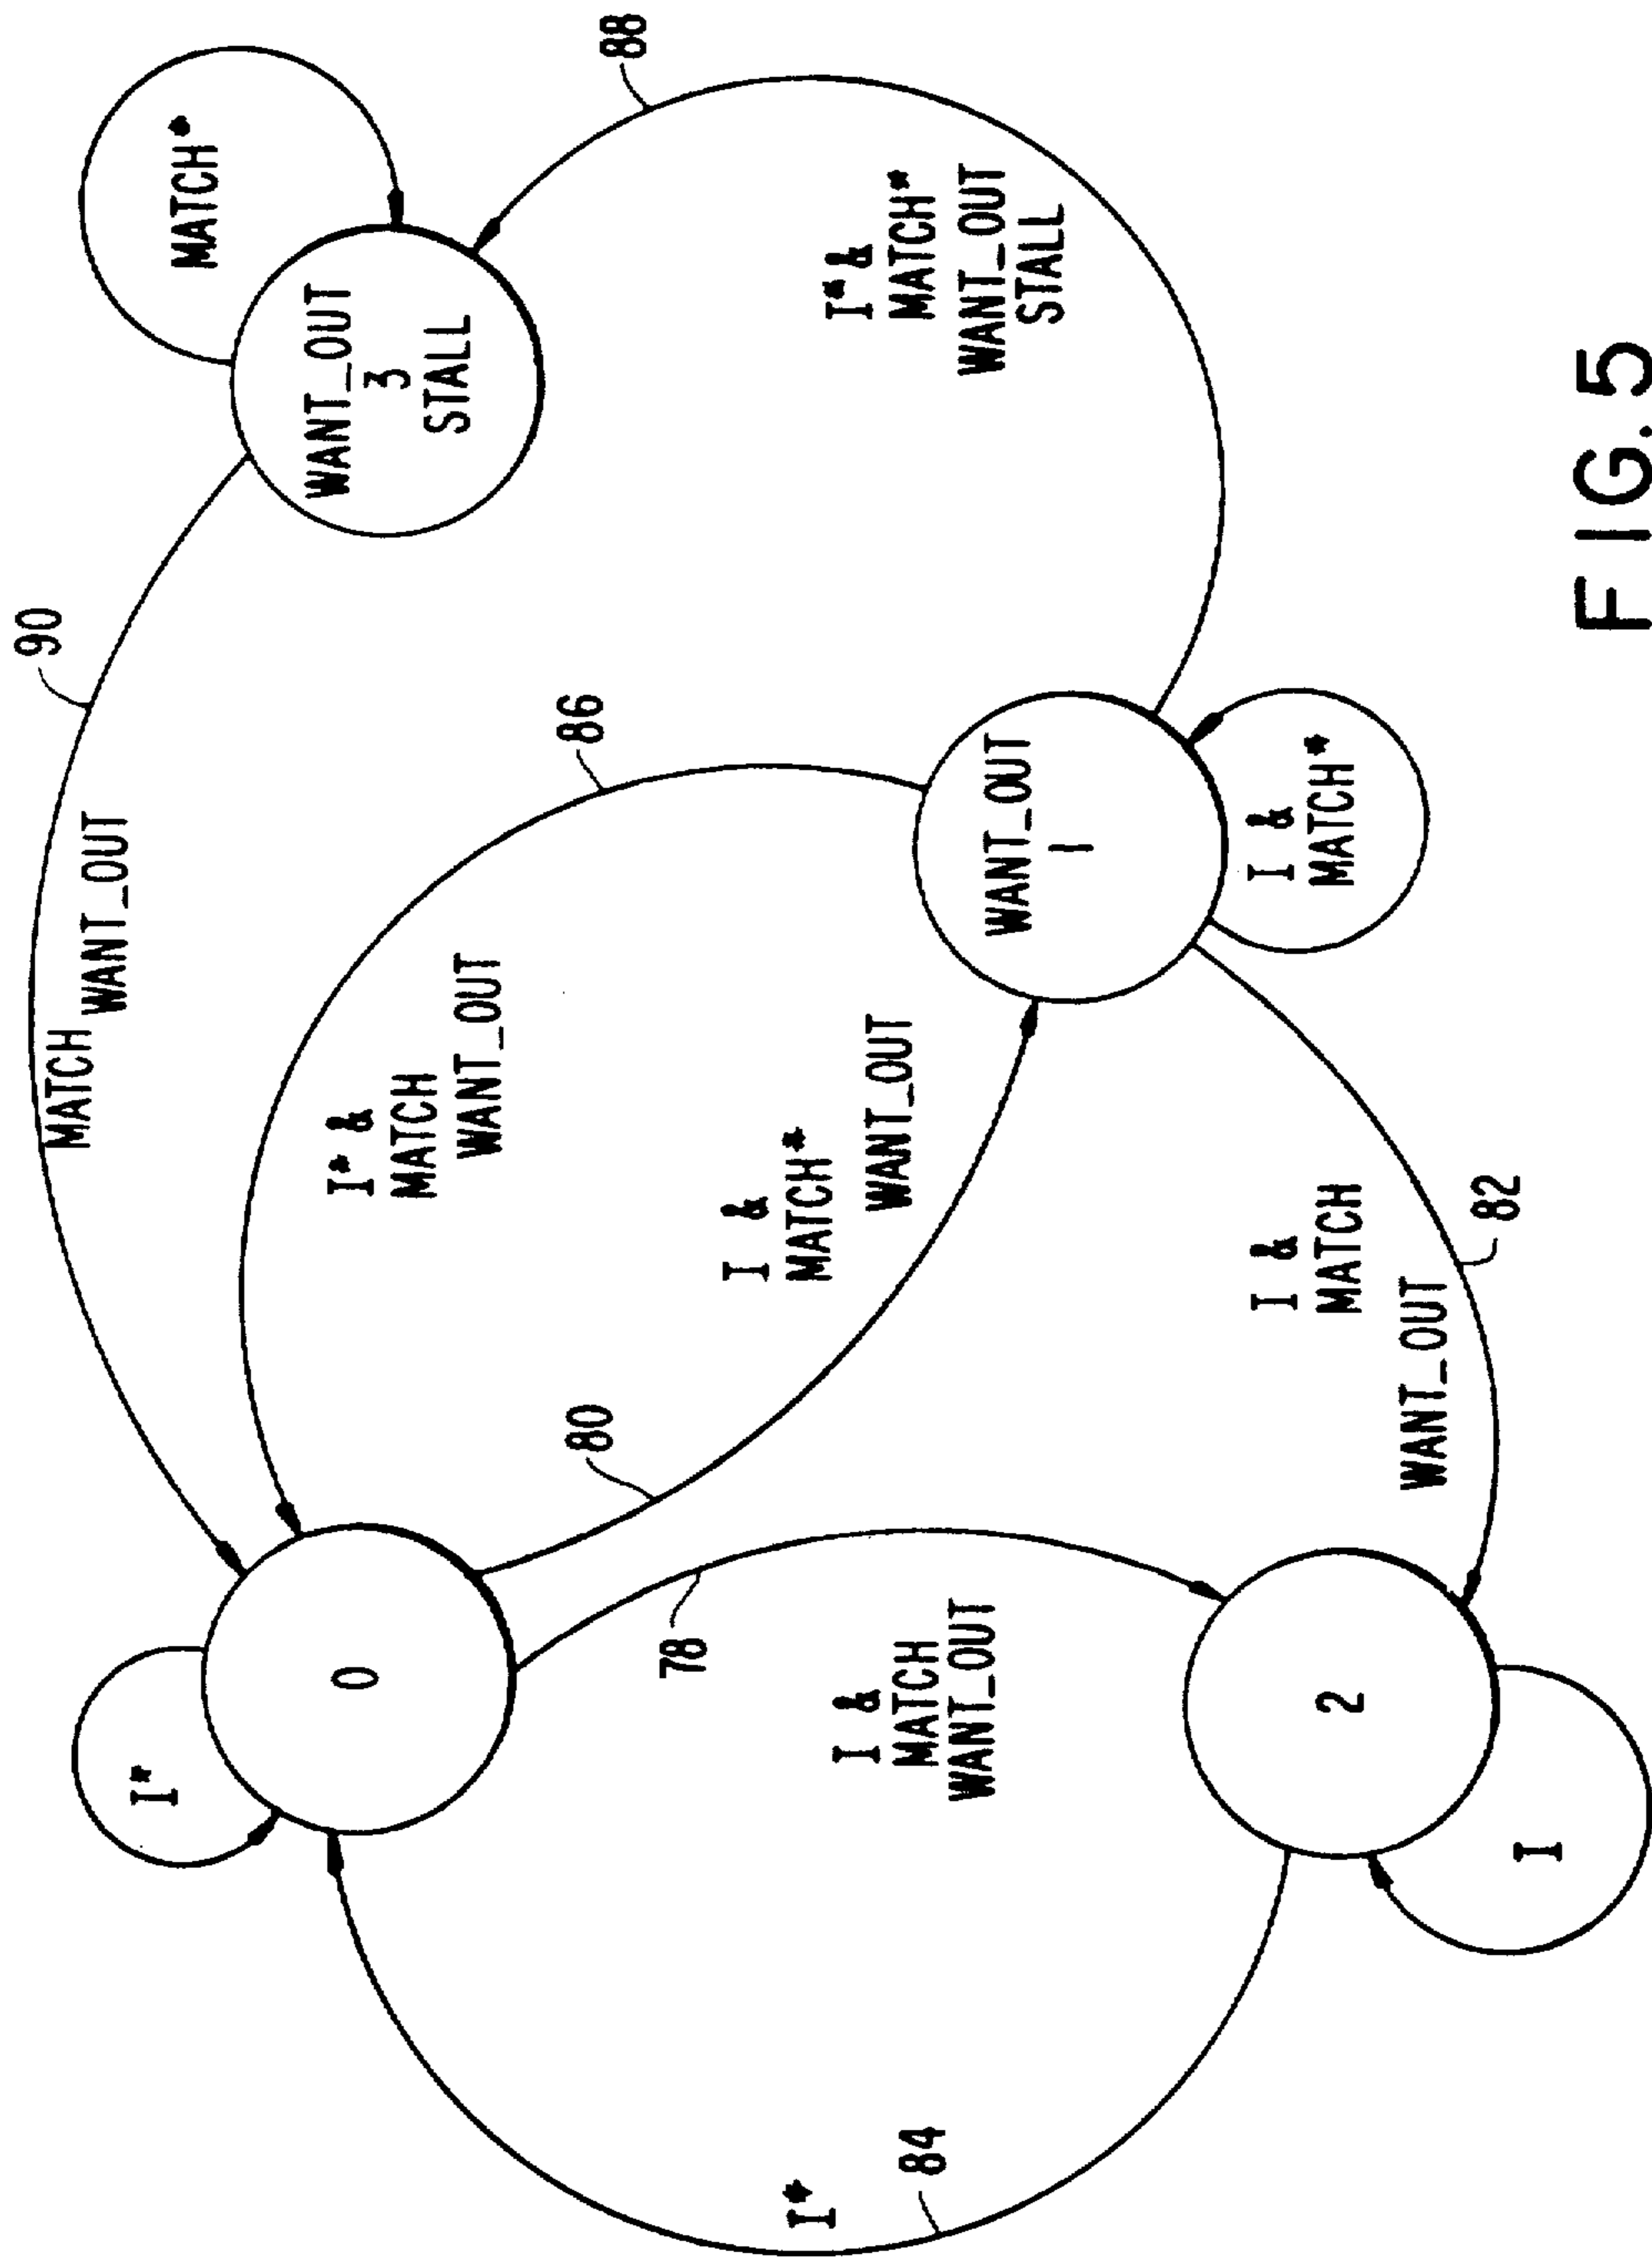 90
MATCH
WANT_OUT
MATCH*
WANT_OUT
3
STALL
88
I*
0
I* &
MATCH
WANT_OUT
86
80
I &
MATCH*
WANT_OUT
I* &
MATCH*
WANT_OUT
STALL
78
I &
MATCH
WANT_OUT
WANT_OUT
1
I &
MATCH*
I*
84
2
I
I &
MATCH
WANT_OUT
82
FIG.5